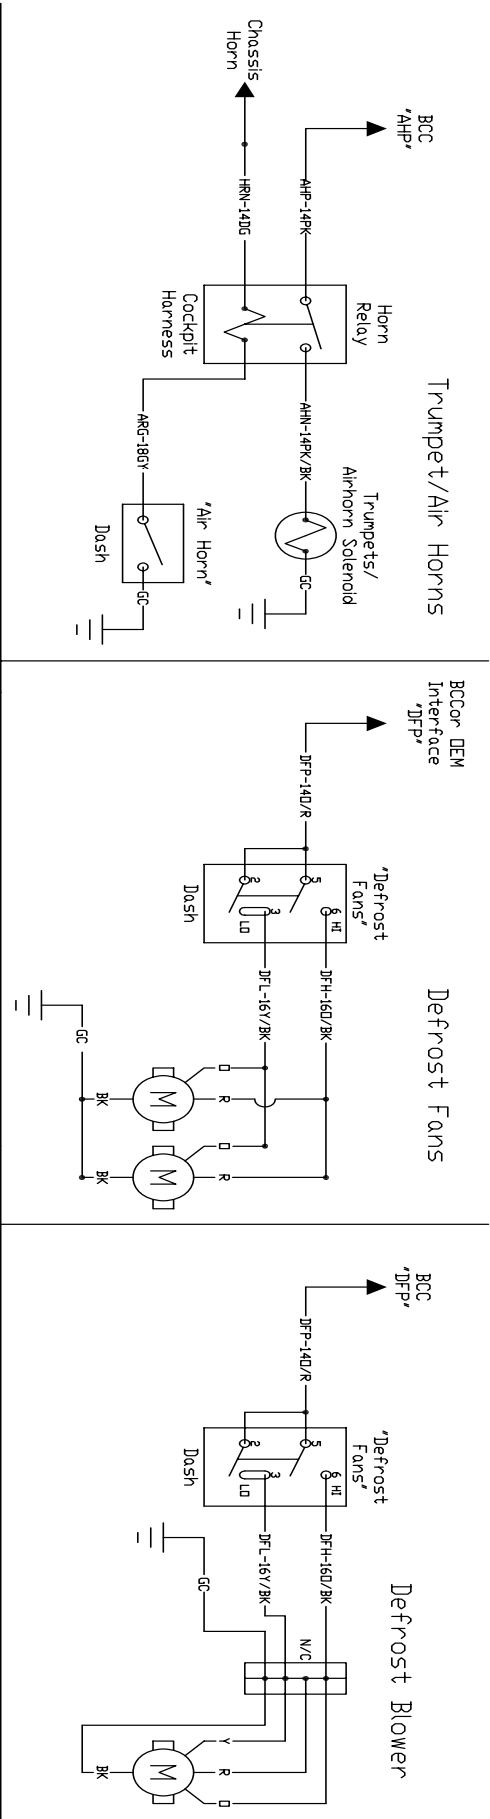 Trumpet/Air Horns
BCC
"AHP"
AHP-14PK
Horn
Relay
AHN-14PK/BK
Trumpets/
Airhorn Solenoid
GC
Chassis
Horn
HRN-14DG
Cockpit
Harness
ARG-18GY
"Air Horn"
Dash
GC
Defrost Fans
BCCor OEM
Interface
"DFP"
DFP-14O/R
"Defrost
Fans"
5
6 HI
2
3
LO
Dash
DFH-16O/BK
DFL-16Y/BK
O
R
O
R
M
M
BK
BK
GC
Defrost Blower
BCC
"DFP"
DFP-14O/R
"Defrost
Fans"
5
6 HI
2
3
LO
Dash
DFH-16O/BK
DFL-16Y/BK
N/C
GC
Y
R
O
M
BK